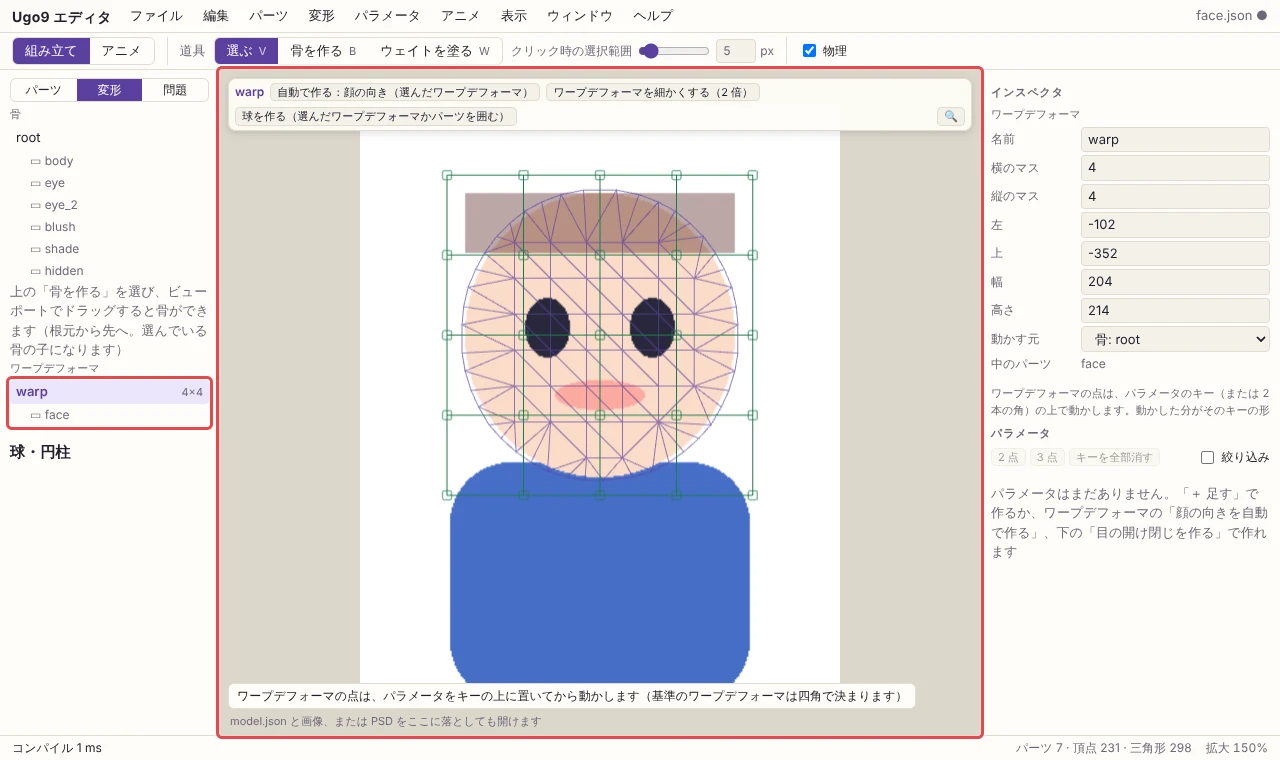 Ugo9 エディタ ファイル 編集 パーツ 変形 パラメータ アニメ 表示 ウィンドウ ヘルプ face.json
組み立て アニメ 道具 選ぶ V 骨を作る B ウェイトを塗る W クリック時の選択範囲 5 px 物理
パーツ 変形 問題
骨
root
body
eye
eye_2
blush
shade
hidden
上の「骨を作る」を選び、ビュー
ポートでドラッグすると骨ができ
ます（根元から先へ。選んでいる
骨の子になります）
ワープデフォーマ
warp 4×4
face
球・円柱
warp 自動で作る：顔の向き（選んだワープデフォーマ） ワープデフォーマを細かくする（2 倍）
球を作る（選んだワープデフォーマかパーツを囲む）
ワープデフォーマの点は、パラメータをキーの上に置いてから動かします（基準のワープデフォーマは四角で決まります）
model.json と画像、または PSD をここに落としても開けます
インスペクタ
ワープデフォーマ
名前 warp
横のマス 4
縦のマス 4
左 -102
上 -352
幅 204
高さ 214
動かす元 骨: root
中のパーツ face
ワープデフォーマの点は、パラメータのキー（または 2
本の角）の上で動かします。動かした分がそのキーの形
パラメータ
2 点 3 点 キーを全部消す 絞り込み
パラメータはまだありません。「＋ 足す」で
作るか、ワープデフォーマの「顔の向きを自動
で作る」、下の「目の開け閉じを作る」で作れ
ます
コンパイル 1 ms パーツ 7 · 頂点 231 · 三角形 298 拡大 150%